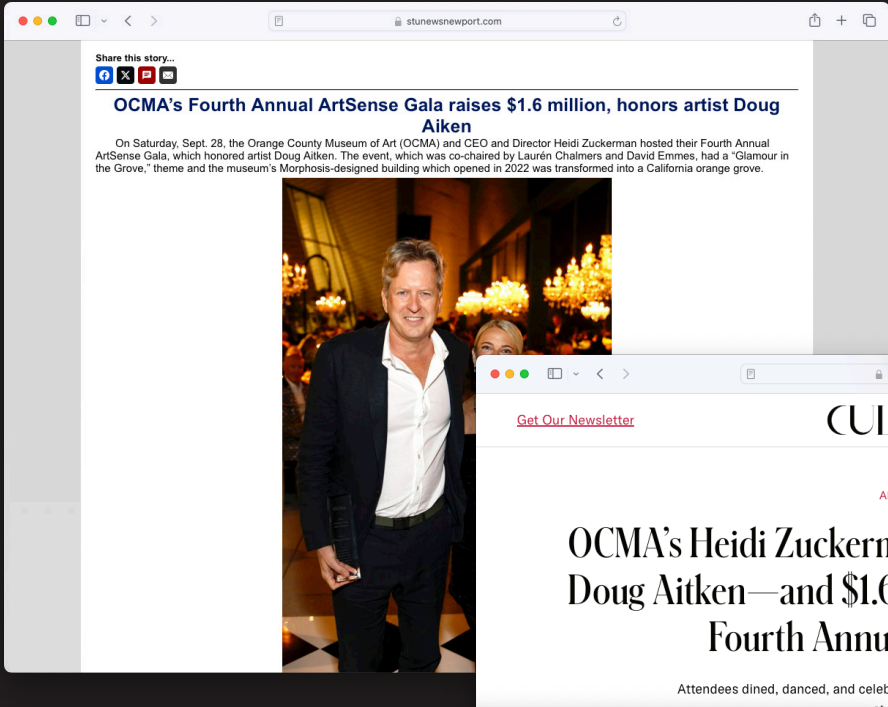 stunewsnewport.com
Share this story...
OCMA's Fourth Annual ArtSense Gala raises $1.6 million, honors artist Doug
Aiken
On Saturday, Sept. 28, the Orange County Museum of Art (OCMA) and CEO and Director Heidi Zuckerman hosted their Fourth Annual
ArtSense Gala, which honored artist Doug Aitken. The event, which was co-chaired by Laurén Chalmers and David Emmes, had a “Glamour in
the Grove,” theme and the museum's Morphosis-designed building which opened in 2022 was transformed into a California orange grove.
Get Our Newsletter
OCMA's Heidi Zuckerm
Doug Aitken—and $1.6
Fourth Annu
Attendees dined, danced, and celeb